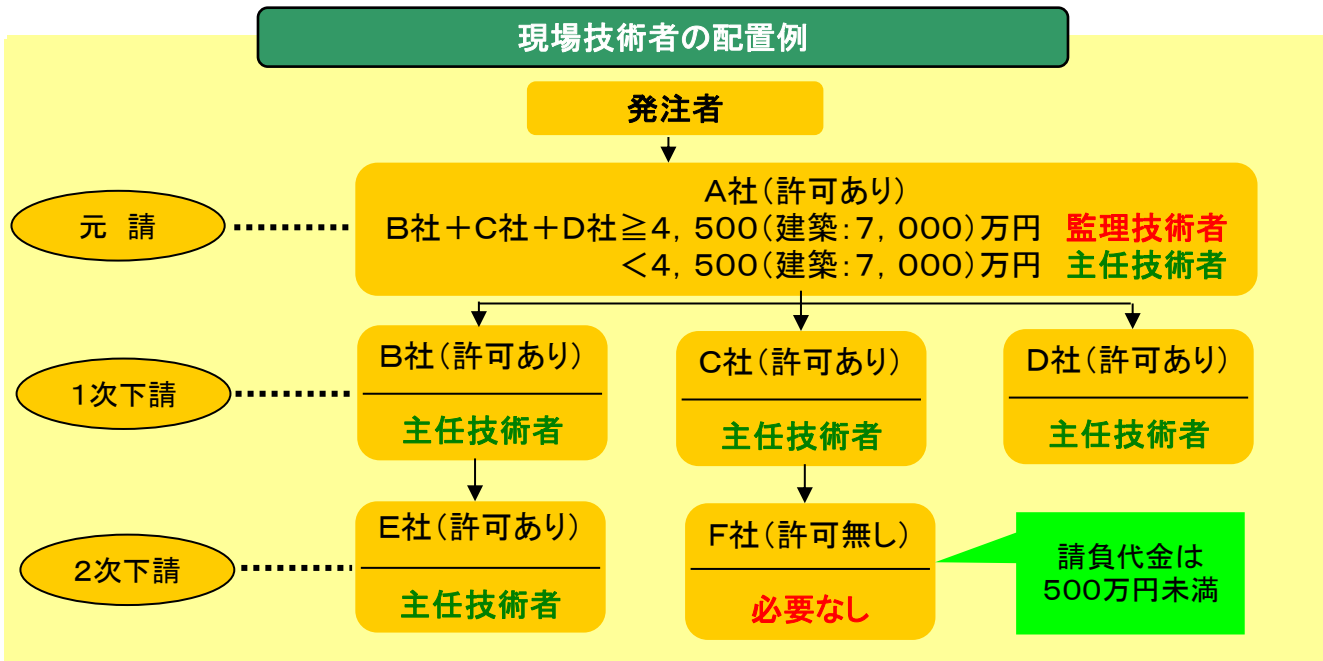 現場技術者の配置例
発注者
元 請
A社(許可あり)
B社+C社+D社≧4,500(建築:7,000)万円 監理技術者
<4,500(建築:7,000)万円 主任技術者
1次下請
B社(許可あり)
主任技術者
C社(許可あり)
主任技術者
D社(許可あり)
主任技術者
2次下請
E社(許可あり)
主任技術者
F社(許可無し)
必要なし
請負代金は
500万円未満